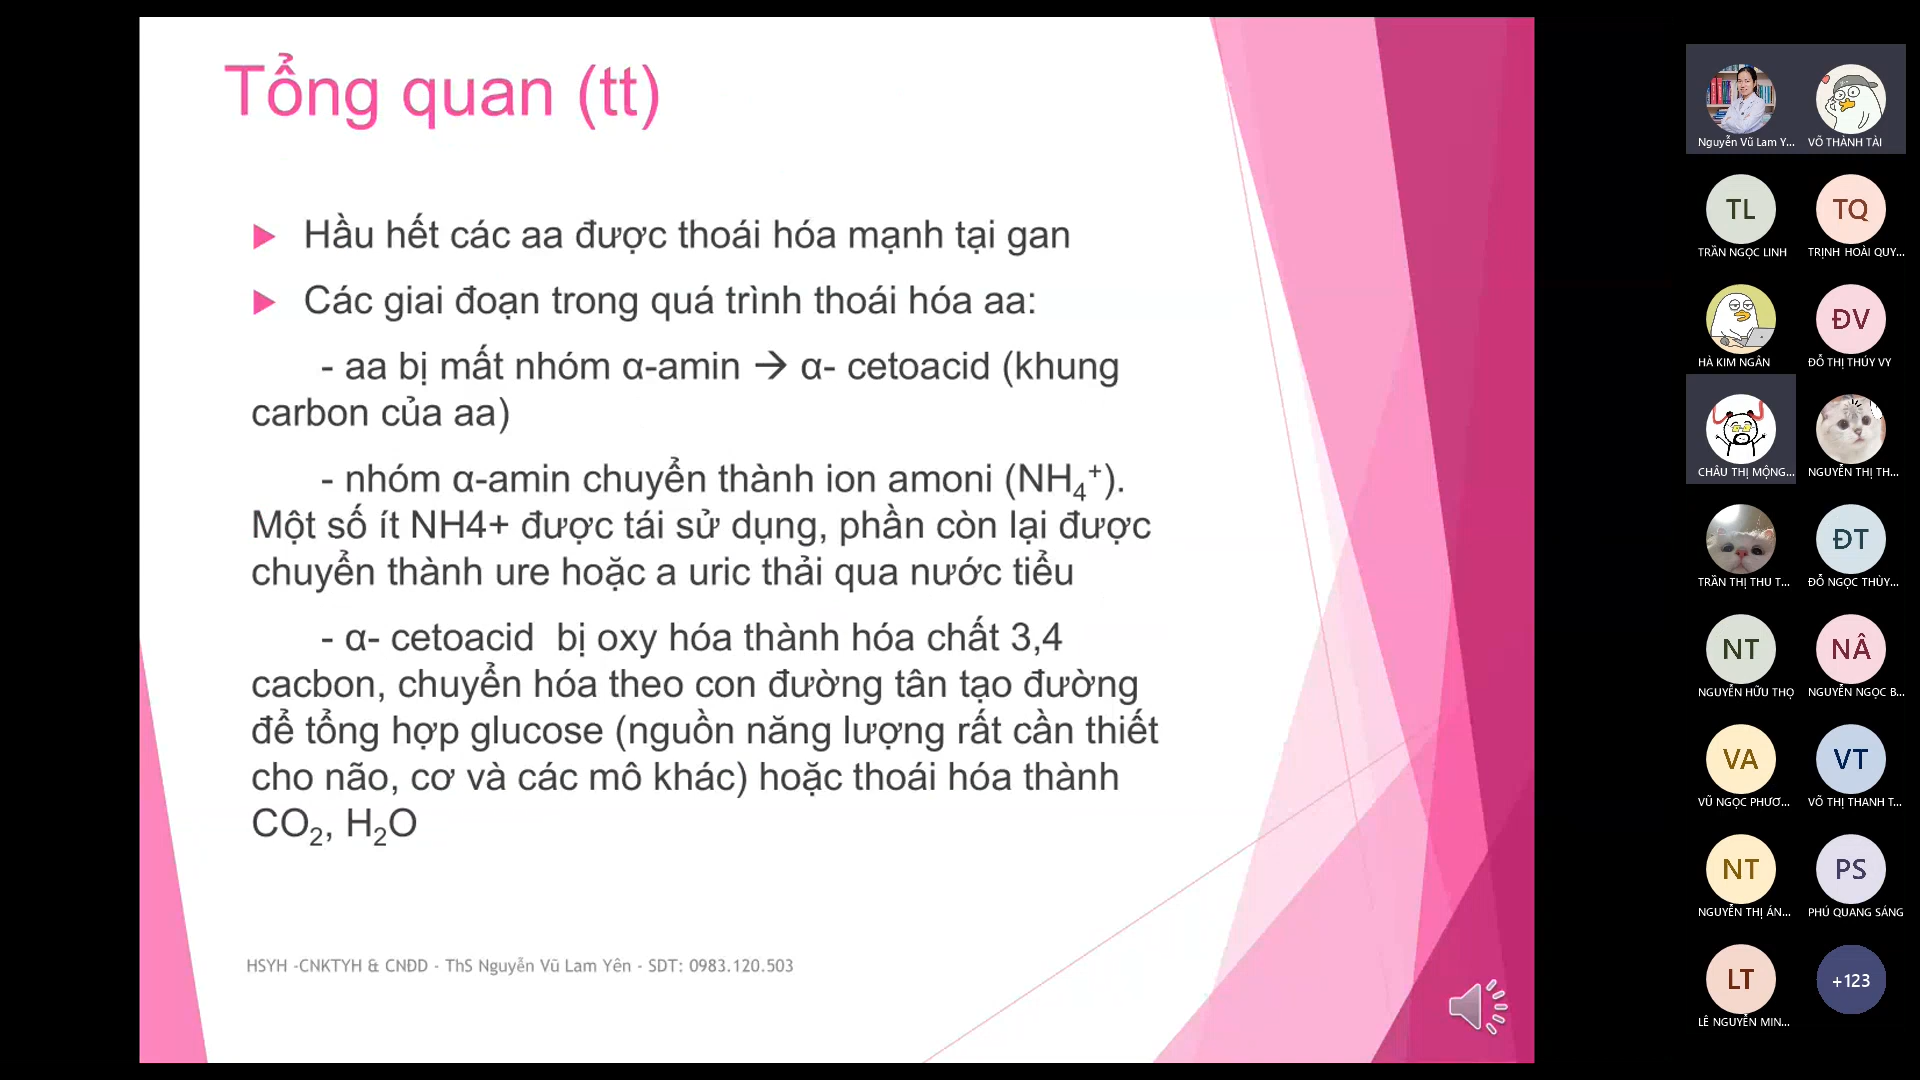 Tổng quan (tt)
Hầu hết các aa được thoái hóa mạnh tại gan
Các giai đoạn trong quá trình thoái hóa aa:
- aa bị mất nhóm α-amin → α- cetoacid (khung
carbon của aa)
- nhóm α-amin chuyển thành ion amoni (NH₄⁺).
Một số ít NH4+ được tái sử dụng, phần còn lại được
chuyển thành ure hoặc a uric thải qua nước tiểu
- α- cetoacid  bị oxy hóa thành hóa chất 3,4
cacbon, chuyển hóa theo con đường tân tạo đường
để tổng hợp glucose (nguồn năng lượng rất cần thiết
cho não, cơ và các mô khác) hoặc thoái hóa thành
CO₂, H₂O
HSYH -CNKTYH & CNĐD - ThS Nguyễn Vũ Lam Yên - SDT: 0983.120.503
Nguyễn Vũ Lam Y...
VÕ THÀNH TÀI
TL
TRẦN NGỌC LINH
TQ
TRỊNH HOÀI QUY...
HÀ KIM NGÂN
ĐV
ĐỖ THỊ THÚY VY
CHÂU THỊ MỘNG...
NGUYỄN THỊ TH...
TRẦN THỊ THU T...
ĐT
ĐỖ NGỌC THÙY...
NT
NGUYỄN HỮU THỌ
NÂ
NGUYỄN NGỌC B...
VA
VŨ NGỌC PHƯƠ...
VT
VÕ THỊ THANH T...
NT
NGUYỄN THỊ ÁN...
PS
PHÚ QUANG SÁNG
LT
LÊ NGUYỄN MIN...
+123